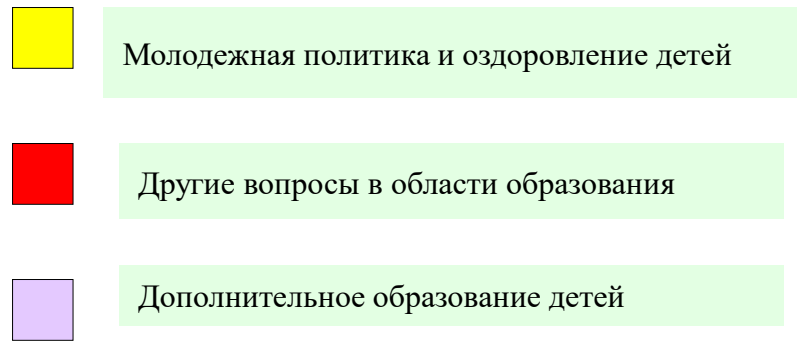 Молодежная политика и оздоровление детей
Другие вопросы в области образования
Дополнительное образование детей